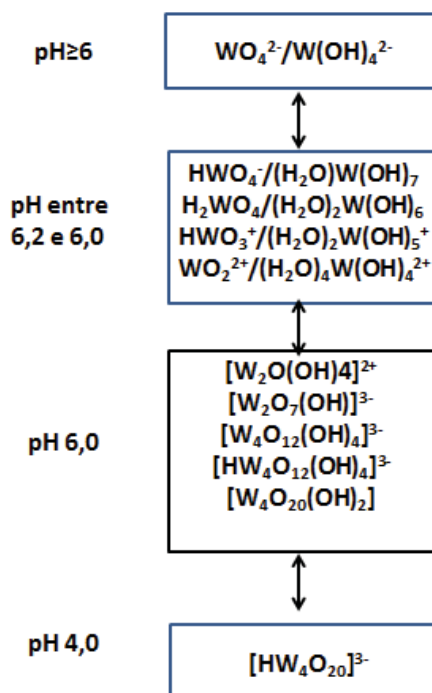 pH≥6
WO₄²⁻/W(OH)₄²⁻
pH entre
6,2 e 6,0
HWO₄⁻/(H₂O)W(OH)₇
H₂WO₄/(H₂O)₂W(OH)₆
HWO₃⁺/(H₂O)₂W(OH)₅⁺
WO₂²⁺/(H₂O)₄W(OH)₄²⁺
pH 6,0
[W₂O(OH)4]²⁺
[W₂O₇(OH)]³⁻
[W₄O₁₂(OH)₄]³⁻
[HW₄O₁₂(OH)₄]³⁻
[W₄O₂₀(OH)₂]
pH 4,0
[HW₄O₂₀]³⁻